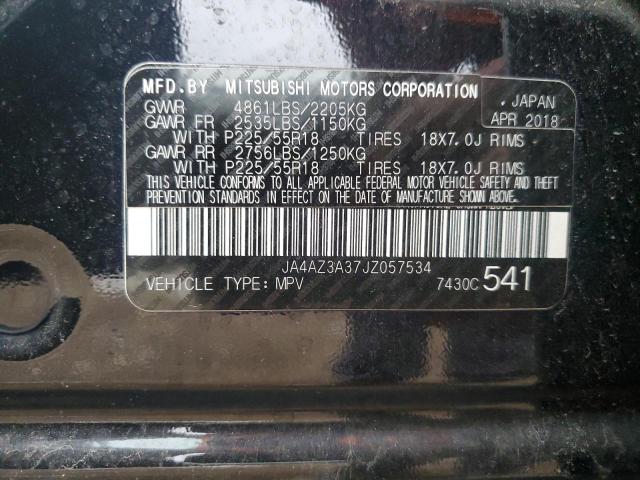 MFD.BY MITSUBISHI MOTORS CORPORATION
GVWR 4861LBS/2205KG JAPAN
GAWR FR 2535LBS/1150KG APR 2018
WITH P225/55R18 TIRES 18X7.0J RIMS
GAWR RR 2756LBS/1250KG
WITH P225/55R18 TIRES 18X7.0J RIMS
THIS VEHICLE CONFORMS TO ALL APPLICABLE FEDERAL MOTOR VEHICLE SAFETY AND THEFT
PREVENTION STANDARDS IN EFFECT ON THE DATE OF MANUFACTURE SHOWN ABOVE.
JA4AZ3A37JZ057534
VEHICLE TYPE: MPV 7430C 541